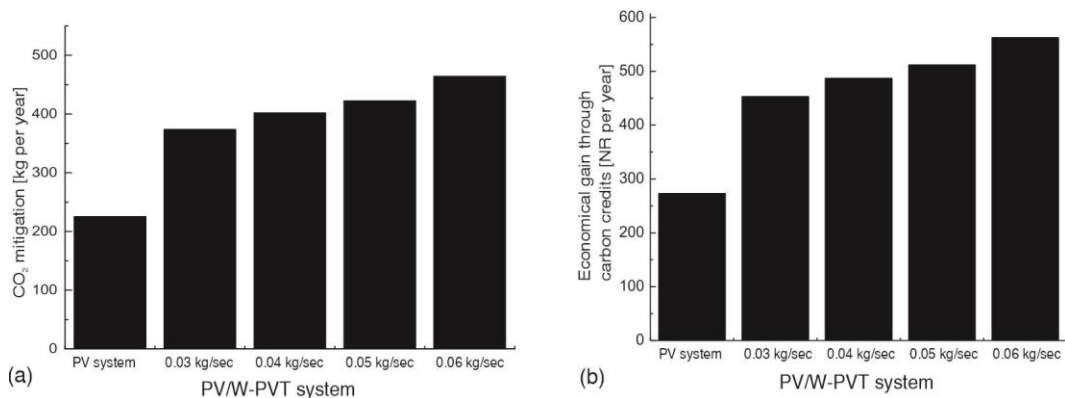 CO₂ mitigation [kg per year]
500
400
300
200
100
0
PV system 0.03 kg/sec 0.04 kg/sec 0.05 kg/sec 0.06 kg/sec
(a) PV/W-PVT system
Economical gain through
carbon credits [NR per year]
600
500
400
300
200
100
0
PV system 0.03 kg/sec 0.04 kg/sec 0.05 kg/sec 0.06 kg/sec
(b) PV/W-PVT system